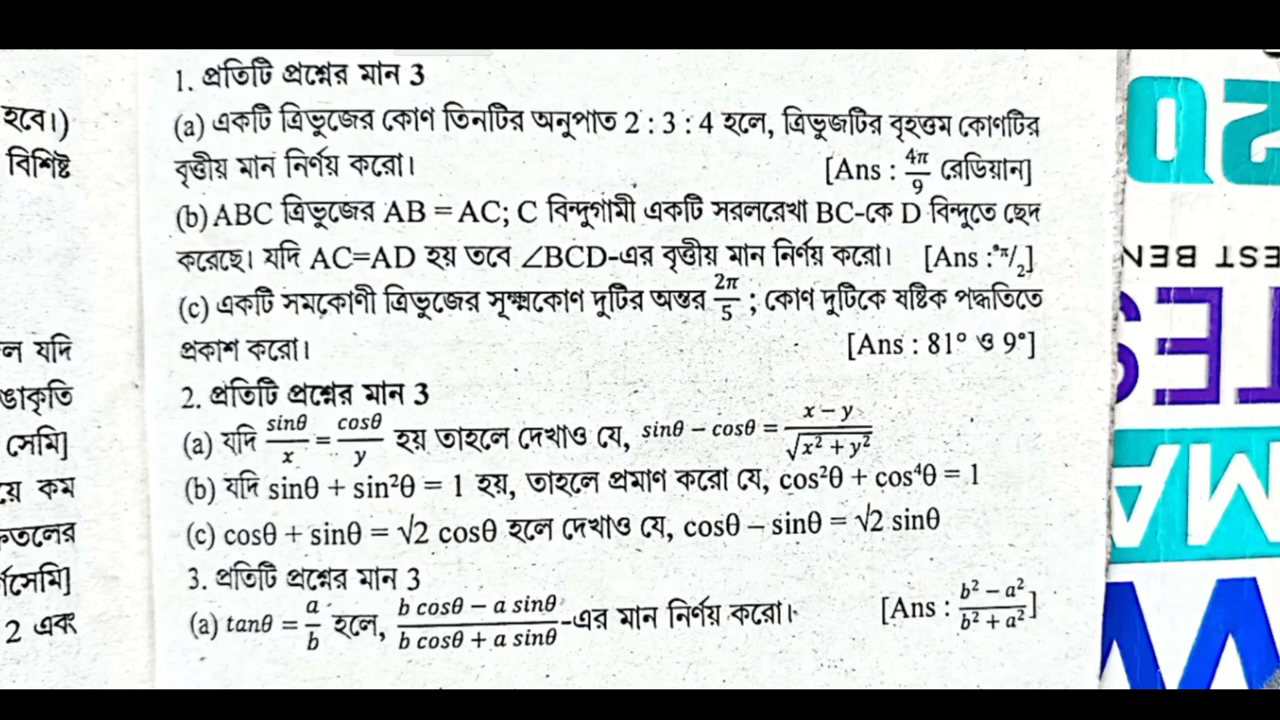 1. প্রতিটি প্রশ্নের মান 3
(a) একটি ত্রিভুজের কোণ তিনটির অনুপাত 2 : 3 : 4 হলে, ত্রিভুজটির বৃহত্তম কোণটির
বৃত্তীয় মান নির্ণয় করো। [Ans : 4π/9 রেডিয়ান]
(b) ABC ত্রিভুজের AB = AC; C বিন্দুগামী একটি সরলরেখা BC-কে D বিন্দুতে ছেদ
করেছে। যদি AC=AD হয় তবে ∠BCD-এর বৃত্তীয় মান নির্ণয় করো। [Ans : π/2]
(c) একটি সমকোণী ত্রিভুজের সূক্ষ্মকোণ দুটির অন্তর 2π/5 ; কোণ দুটিকে ষষ্টিক পদ্ধতিতে
প্রকাশ করো। [Ans : 81° ও 9°]
2. প্রতিটি প্রশ্নের মান 3
(a) যদি sinθ/x = cosθ/y হয় তাহলে দেখাও যে, sinθ − cosθ = x − y/√x² + y²
(b) যদি sinθ + sin²θ = 1 হয়, তাহলে প্রমাণ করো যে, cos²θ + cos⁴θ = 1
(c) cosθ + sinθ = √2 cosθ হলে দেখাও যে, cosθ – sinθ = √2 sinθ
3. প্রতিটি প্রশ্নের মান 3
(a) tanθ = a/b হলে, b cosθ − a sinθ/b cosθ + a sinθ -এর মান নির্ণয় করো। [Ans : b² − a²/b² + a²]
হবে।)
বিশিষ্ট
ল যদি
সেমি]
কম
তলের
2 এবং
EST BEN